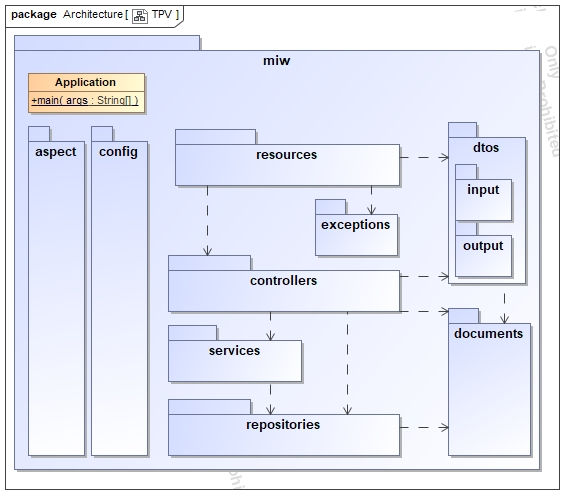 package Architecture[ TPV ]
miw
Application
+main( args : String[] )
aspect
config
resources
dtos
input
exceptions
output
controllers
documents
services
repositories
Only